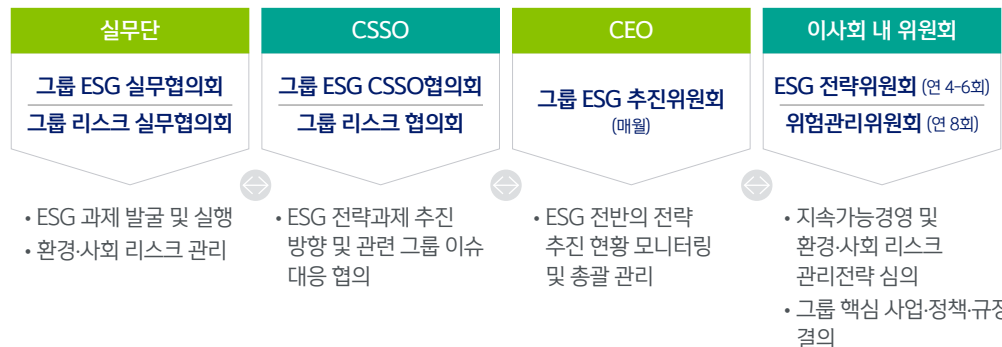 실무단
그룹 ESG 실무협의회
그룹 리스크 실무협의회
• ESG 과제 발굴 및 실행
• 환경·사회 리스크 관리
CSSO
그룹 ESG CSSO협의회
그룹 리스크 협의회
• ESG 전략과제 추진
방향 및 관련 그룹 이슈
대응 협의
CEO
그룹 ESG 추진위원회
(매월)
• ESG 전반의 전략
추진 현황 모니터링
및 총괄 관리
이사회 내 위원회
ESG 전략위원회 (연 4-6회)
위험관리위원회 (연 8회)
• 지속가능경영 및
환경·사회 리스크
관리전략 심의
• 그룹 핵심 사업·정책·규정
결의